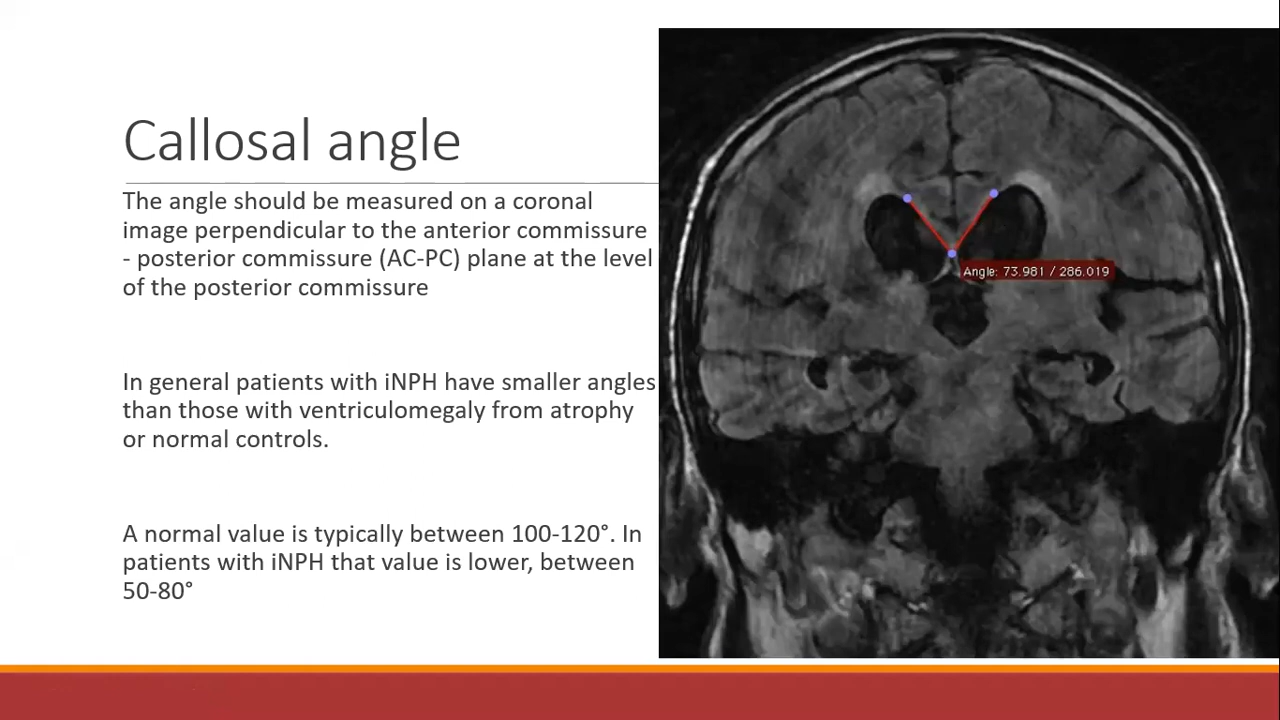 Callosal angle
The angle should be measured on a coronal
image perpendicular to the anterior commissure
- posterior commissure (AC-PC) plane at the level
of the posterior commissure
In general patients with iNPH have smaller angles
than those with ventriculomegaly from atrophy
or normal controls.
A normal value is typically between 100-120°. In
patients with iNPH that value is lower, between
50-80°
Angle: 73.981 / 286.019